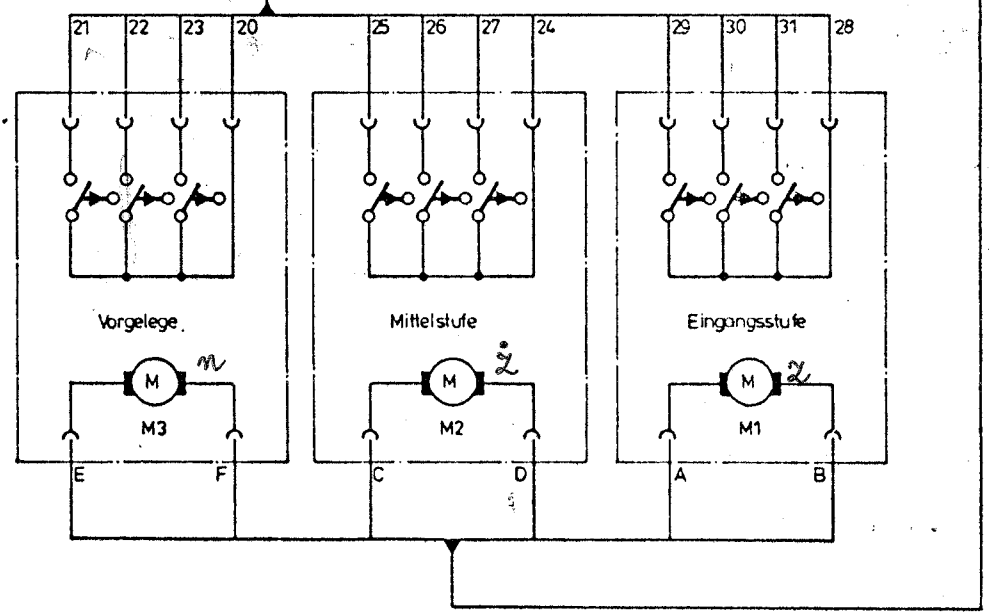 21 22 23 20 25 26 27 24 29 30 31 28
Vorgelege Mittelstufe Eingangsstufe
n ż z
M M M
M3 M2 M1
E F C D A B